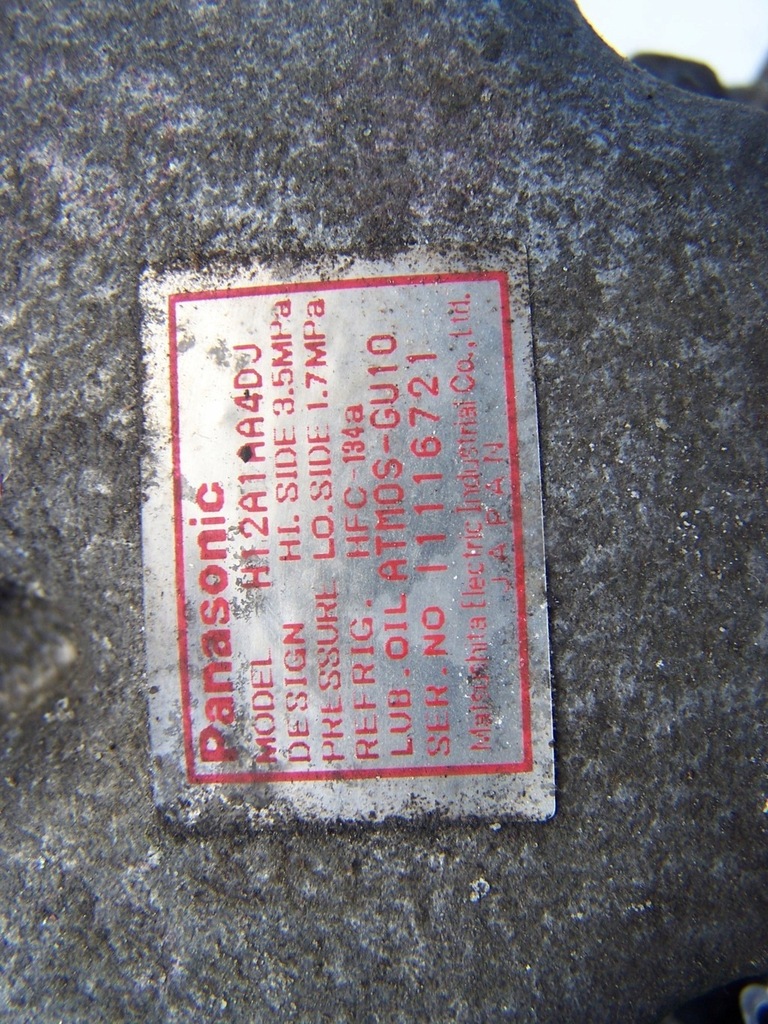 Panasonic
MODEL H12A1AA4DJ
DESIGN HI. SIDE 3.5MPa
PRESSURE LO. SIDE 1.7MPa
REFRIG. HFC-134a
LUB. OIL ATMOS-GU10
SER. NO 11116721
Matsushita Electric Industrial Co., Ltd.
JAPAN